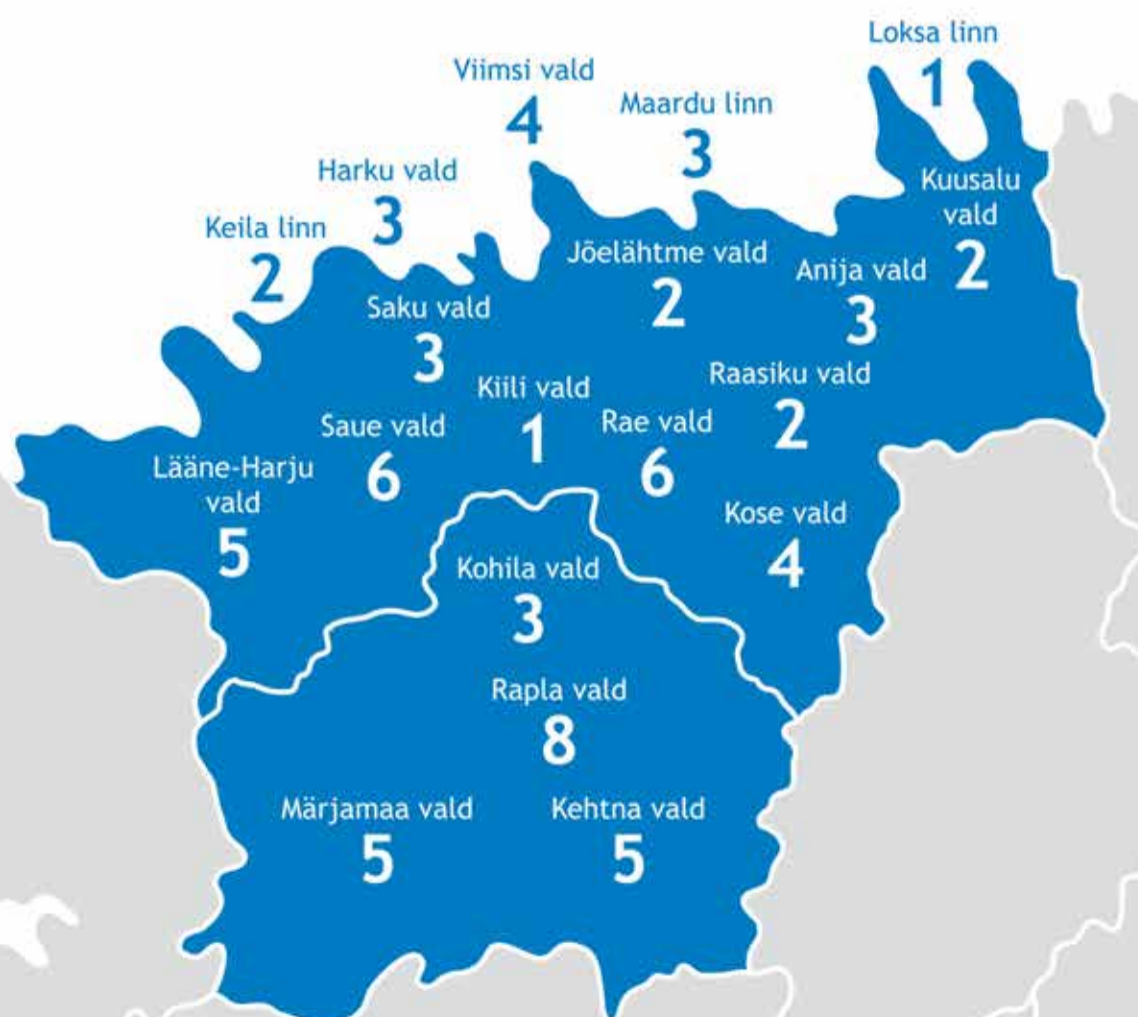 Loksa linn
1
Viimsi vald
4
Maardu linn
3
Harku vald
3
Kuusalu
vald
2
Keila linn
2
Jõelähtme vald
2
Anija vald
3
Saku vald
3
Kiili vald
1
Raasiku vald
2
Saue vald
6
Rae vald
6
Lääne-Harju
vald
5
Kose vald
4
Kohila vald
3
Rapla vald
8
Märjamaa vald
5
Kehtna vald
5